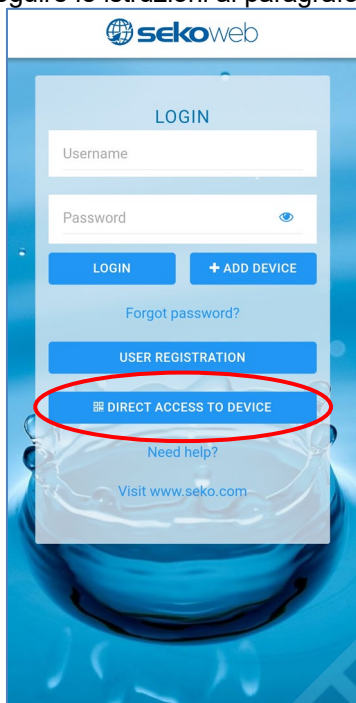 seguire le istruzioni al paragrafo
sekoweb
LOGIN
Username
Password
LOGIN
+ ADD DEVICE
Forgot password?
USER REGISTRATION
DIRECT ACCESS TO DEVICE
Need help?
Visit www.seko.com